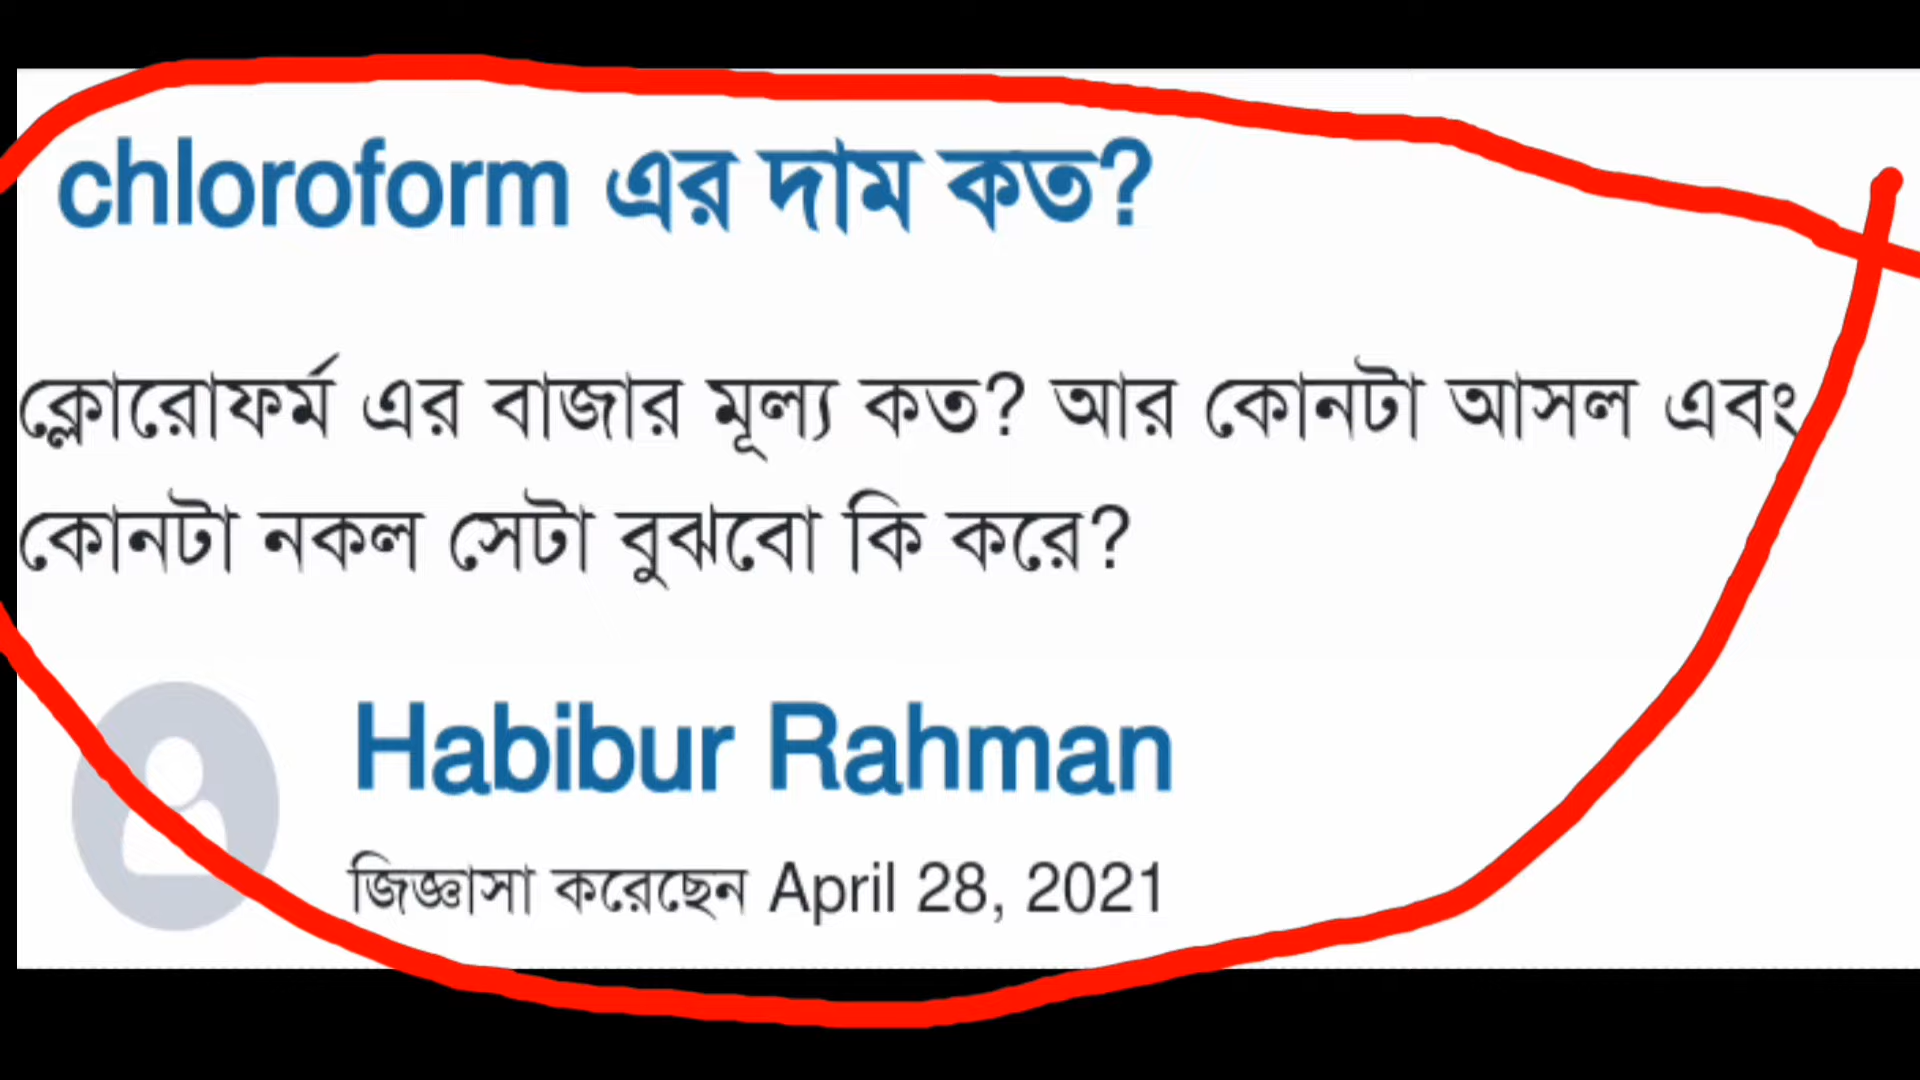 chloroform এর দাম কত?
ক্লোরোফর্ম এর বাজার মূল্য কত? আর কোনটা আসল এবং
কোনটা নকল সেটা বুঝবো কি করে?
Habibur Rahman
জিজ্ঞাসা করেছেন April 28, 2021